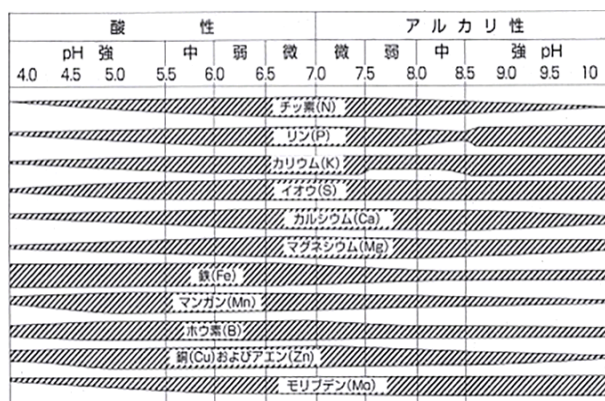 酸 性 アルカリ性
pH 強 中 弱 微 微 弱 中 強 pH
4.0 4.5 5.0 5.5 6.0 6.5 7.0 7.5 8.0 8.5 9.0 9.5 10
チッ素(N)
リン(P)
カリウム(K)
イオウ(S)
カルシウム(Ca)
マグネシウム(Mg)
鉄(Fe)
マンガン(Mn)
ホウ素(B)
銅(Cu)およびアエン(Zn)
モリブデン(Mo)